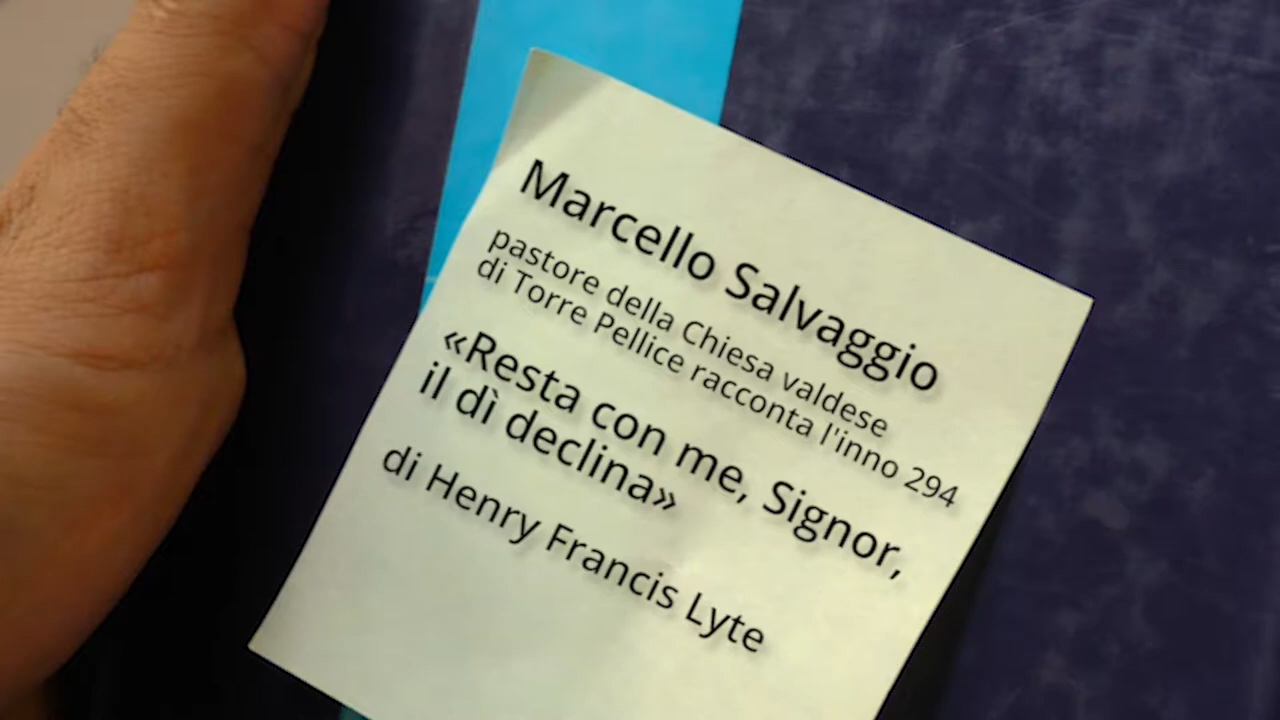 Marcello Salvaggio
pastore della Chiesa valdese
di Torre Pellice racconta l'inno 294
«Resta con me, Signor,
il dì declina»
di Henry Francis Lyte